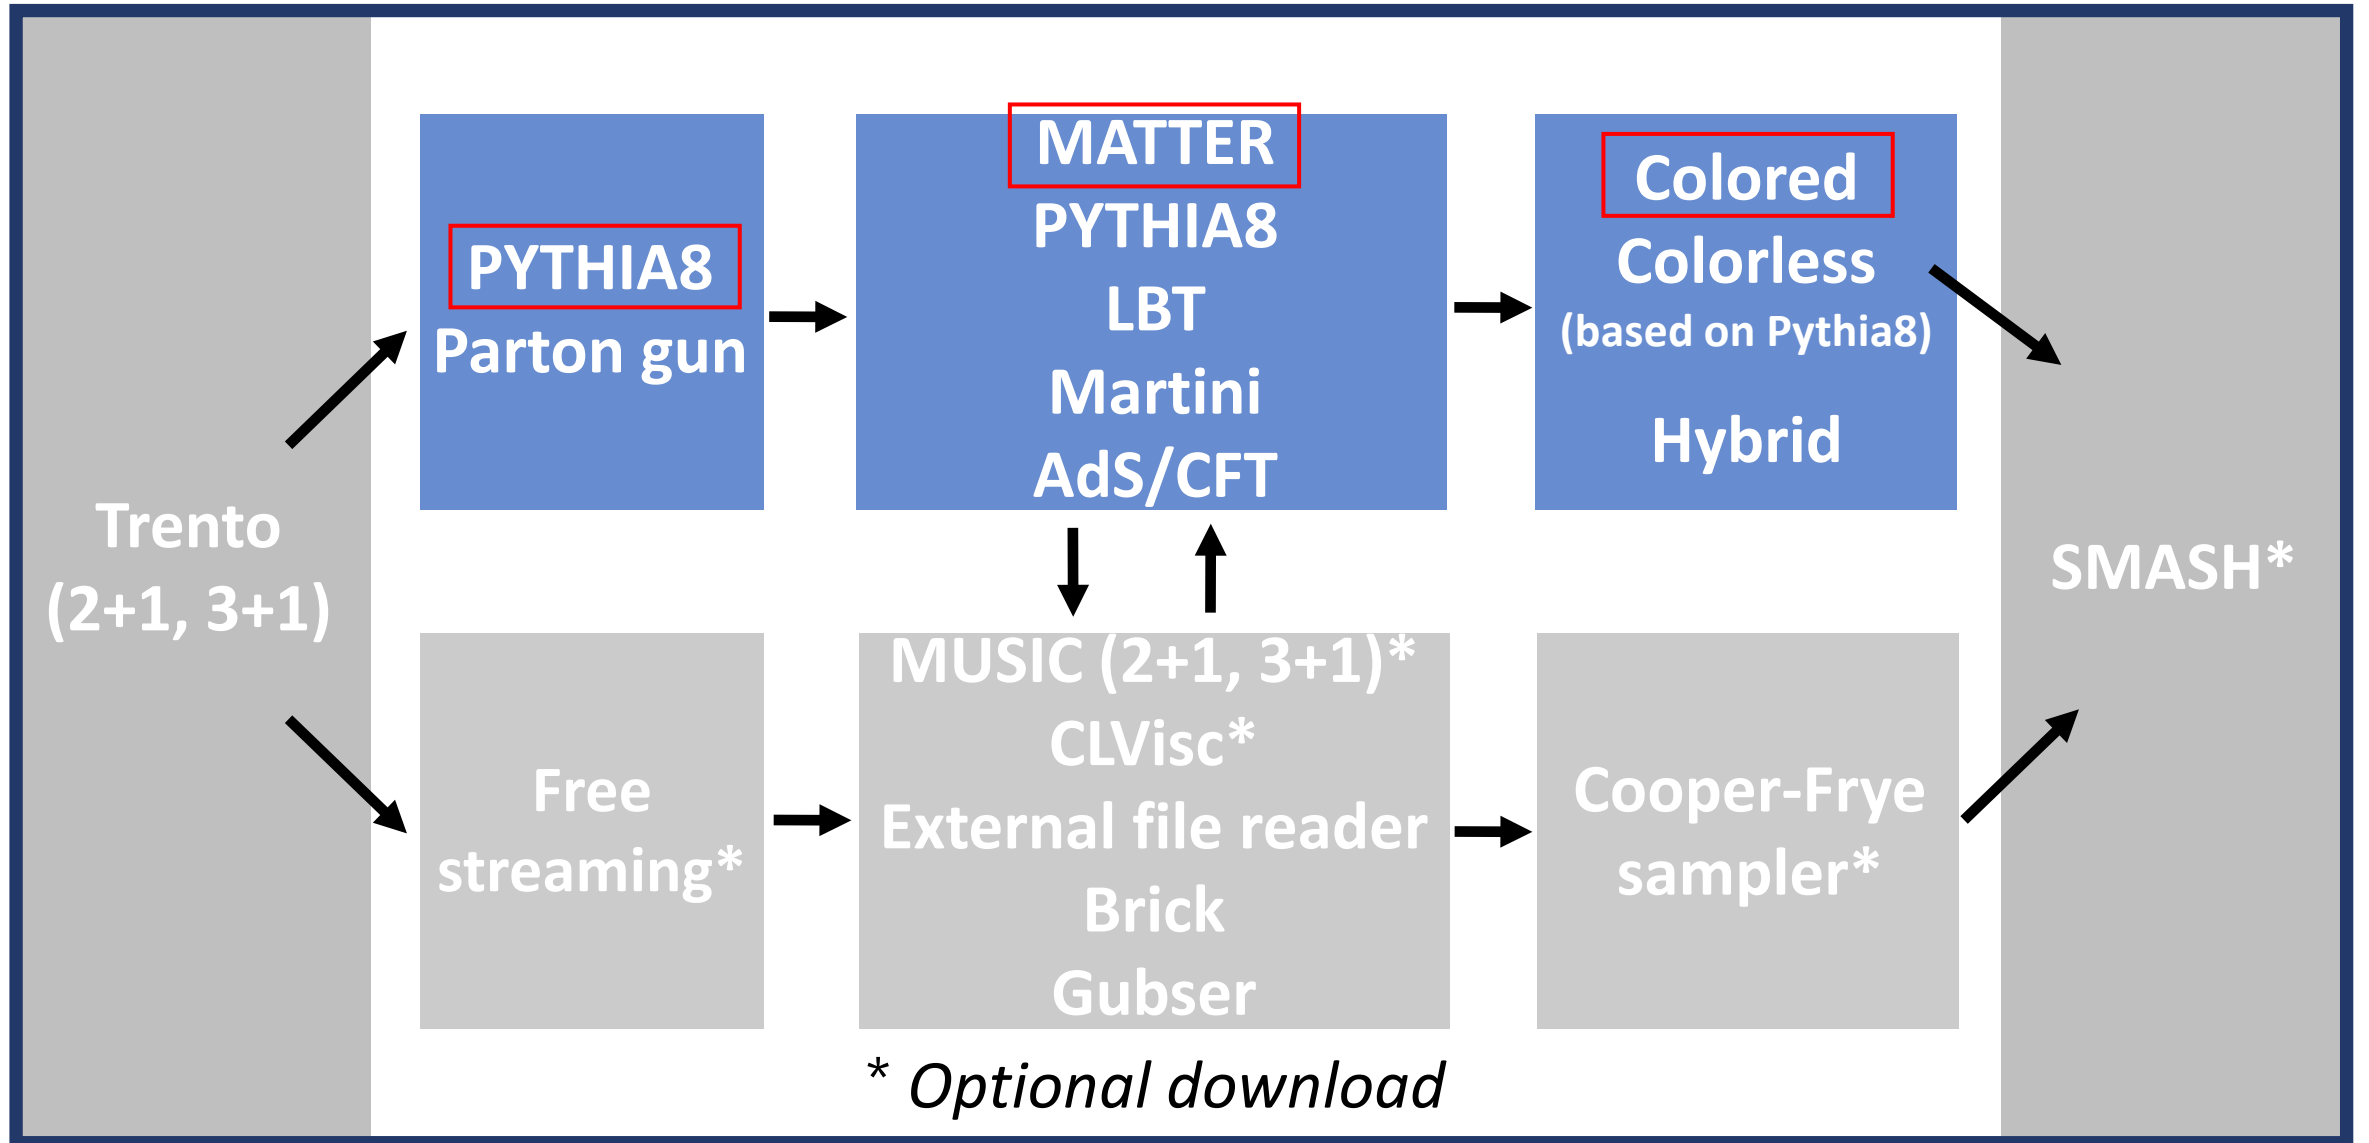 Trento
(2+1, 3+1)
PYTHIA8
Parton gun
MATTER
PYTHIA8
LBT
Martini
AdS/CFT
Colored
Colorless
(based on Pythia8)
Hybrid
Free
streaming*
MUSIC (2+1, 3+1)*
CLVisc*
External file reader
Brick
Gubser
Cooper-Frye
sampler*
SMASH*
* Optional download